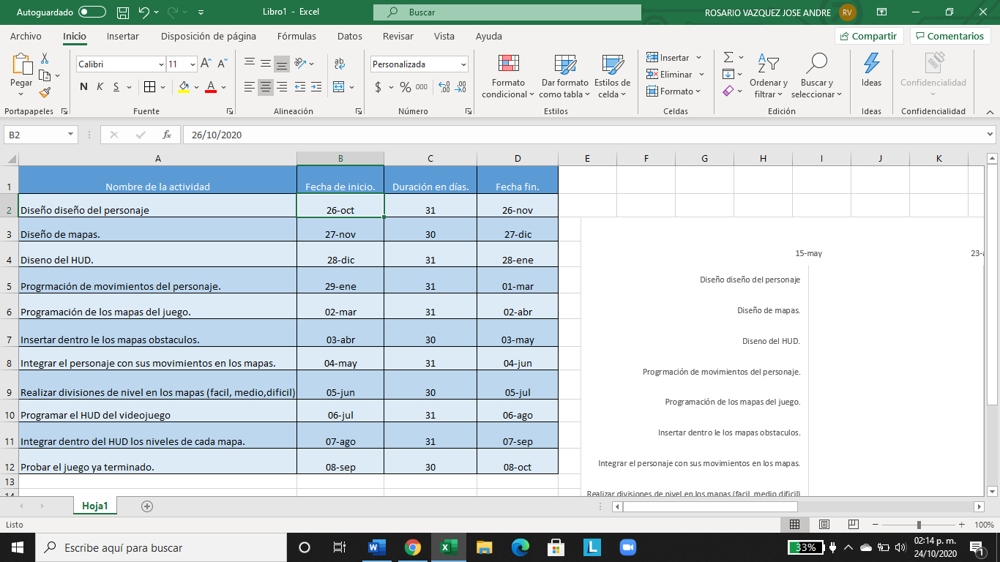 Autoguardado Libro1 - Excel Buscar ROSARIO VAZQUEZ JOSE ANDRE RV
Archivo Inicio Insertar Disposición de página Fórmulas Datos Revisar Vista Ayuda Compartir Comentarios
Pegar
Portapapeles
Calibri 11
N K S
Fuente
ab
Alineación
Personalizada
$ % 000
Número
Formato condicional
Dar formato como tabla
Estilos de celda
Estilos
Insertar
Eliminar
Formato
Celdas
Ordenar y filtrar
Buscar y seleccionar
Edición
Ideas
Ideas
Confidencialidad
Confidencialidad
B2 fx 26/10/2020
A B C D E F G H I J K
1 Nombre de la actividad Fecha de inicio. Duración en días. Fecha fin.
2 Diseño diseño del personaje 26-oct 31 26-nov
3 Diseño de mapas. 27-nov 30 27-dic
4 Diseno del HUD. 28-dic 31 28-ene
5 Progrmación de movimientos del personaje. 29-ene 31 01-mar
6 Programación de los mapas del juego. 02-mar 31 02-abr
7 Insertar dentro le los mapas obstaculos. 03-abr 30 03-may
8 Integrar el personaje con sus movimientos en los mapas. 04-may 31 04-jun
9 Realizar divisiones de nivel en los mapas (facil, medio,dificil) 05-jun 30 05-jul
10 Programar el HUD del videojuego 06-jul 31 06-ago
11 Integrar dentro del HUD los niveles de cada mapa. 07-ago 31 07-sep
12 Probar el juego ya terminado. 08-sep 30 08-oct
13
14
15-may 23-
Diseño diseño del personaje
Diseño de mapas.
Diseno del HUD.
Progrmación de movimientos del personaje.
Programación de los mapas del juego.
Insertar dentro le los mapas obstaculos.
Integrar el personaje con sus movimientos en los mapas.
Realizar divisiones de nivel en los mapas (facil, medio,dificil)
Hoja1
Listo 100%
Escribe aquí para buscar 33% 02:14 p. m.
24/10/2020 1